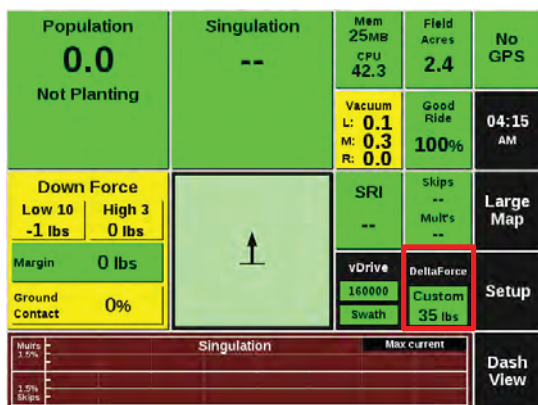 Population
0.0
Not Planting
Singulation
--
Mem
25MB
CPU
42.3
Field
Acres
2.4
No
GPS
Vacuum
L: 0.1
M: 0.3
R: 0.0
Good
Ride
100%
04:15
AM
Down Force
Low 10 High 3
-1 lbs 0 lbs
Margin 0 lbs
Ground
Contact 0%
SRI
--
Skips
--
Mult's
--
Large
Map
vDrive
160000
Swath
DeltaForce
Custom
35 lbs
Setup
Mult's
1.5%
Singulation
Max current
1.5%
Skips
Dash
View